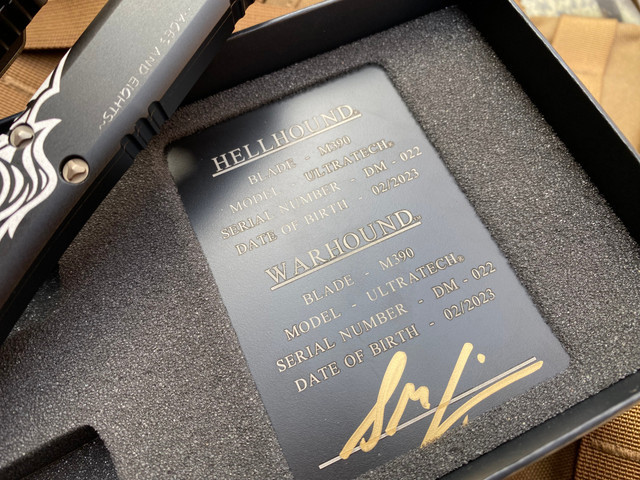 ACES AND EIGHTS
HELLHOUND
BLADE - M390
MODEL - ULTRATECH®
SERIAL NUMBER - DM - 022
DATE OF BIRTH - 02/2023
WARHOUND
BLADE - M390
MODEL - ULTRATECH®
SERIAL NUMBER - DM - 022
DATE OF BIRTH - 02/2023